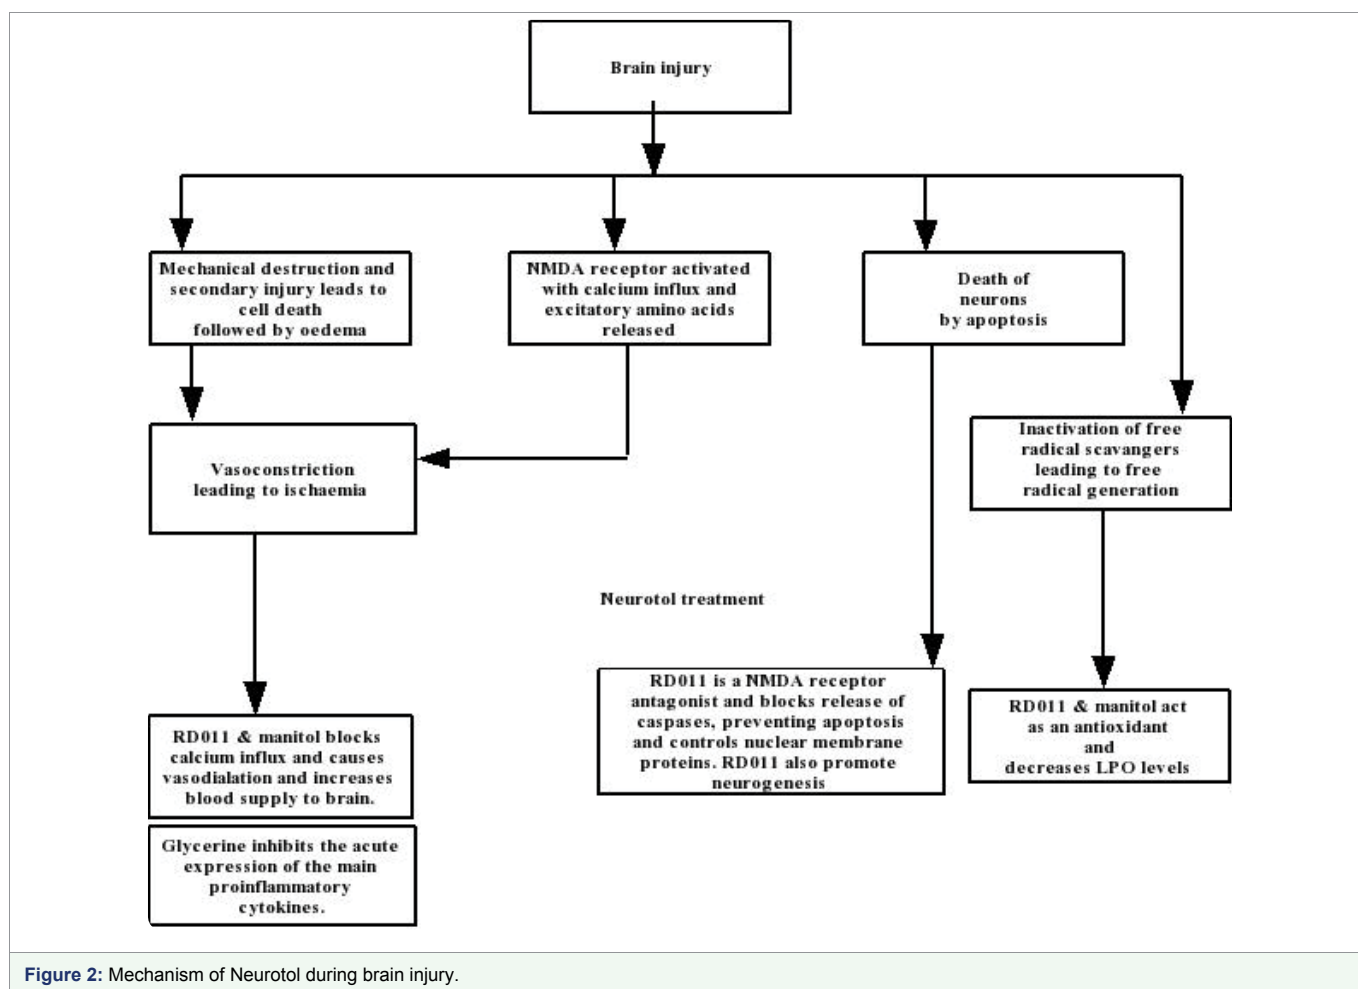 Brain injury
Mechanical destruction and
secondary injury leads to
cell death
followed by oedema
NMDA receptor activated
with calcium influx and
excitatory amino acids
released
Death of
neurons
by apoptosis
Vasoconstriction
leading to ischaemia
Inactivation of free
radical scavangers
leading to free
radical generation
Neurotol treatment
RD011 & manitol blocks
calcium influx and causes
vasodialation and increases
blood supply to brain.
RD011 is a NMDA receptor
antagonist and blocks release of
caspases, preventing apoptosis
and controls nuclear membrane
proteins. RD011 also promote
neurogenesis
RD011 & manitol act
as an antioxidant
and
decreases LPO levels
Glycerine inhibits the acute
expression of the main
proinflammatory
cytokines.
Figure 2: Mechanism of Neurotol during brain injury.